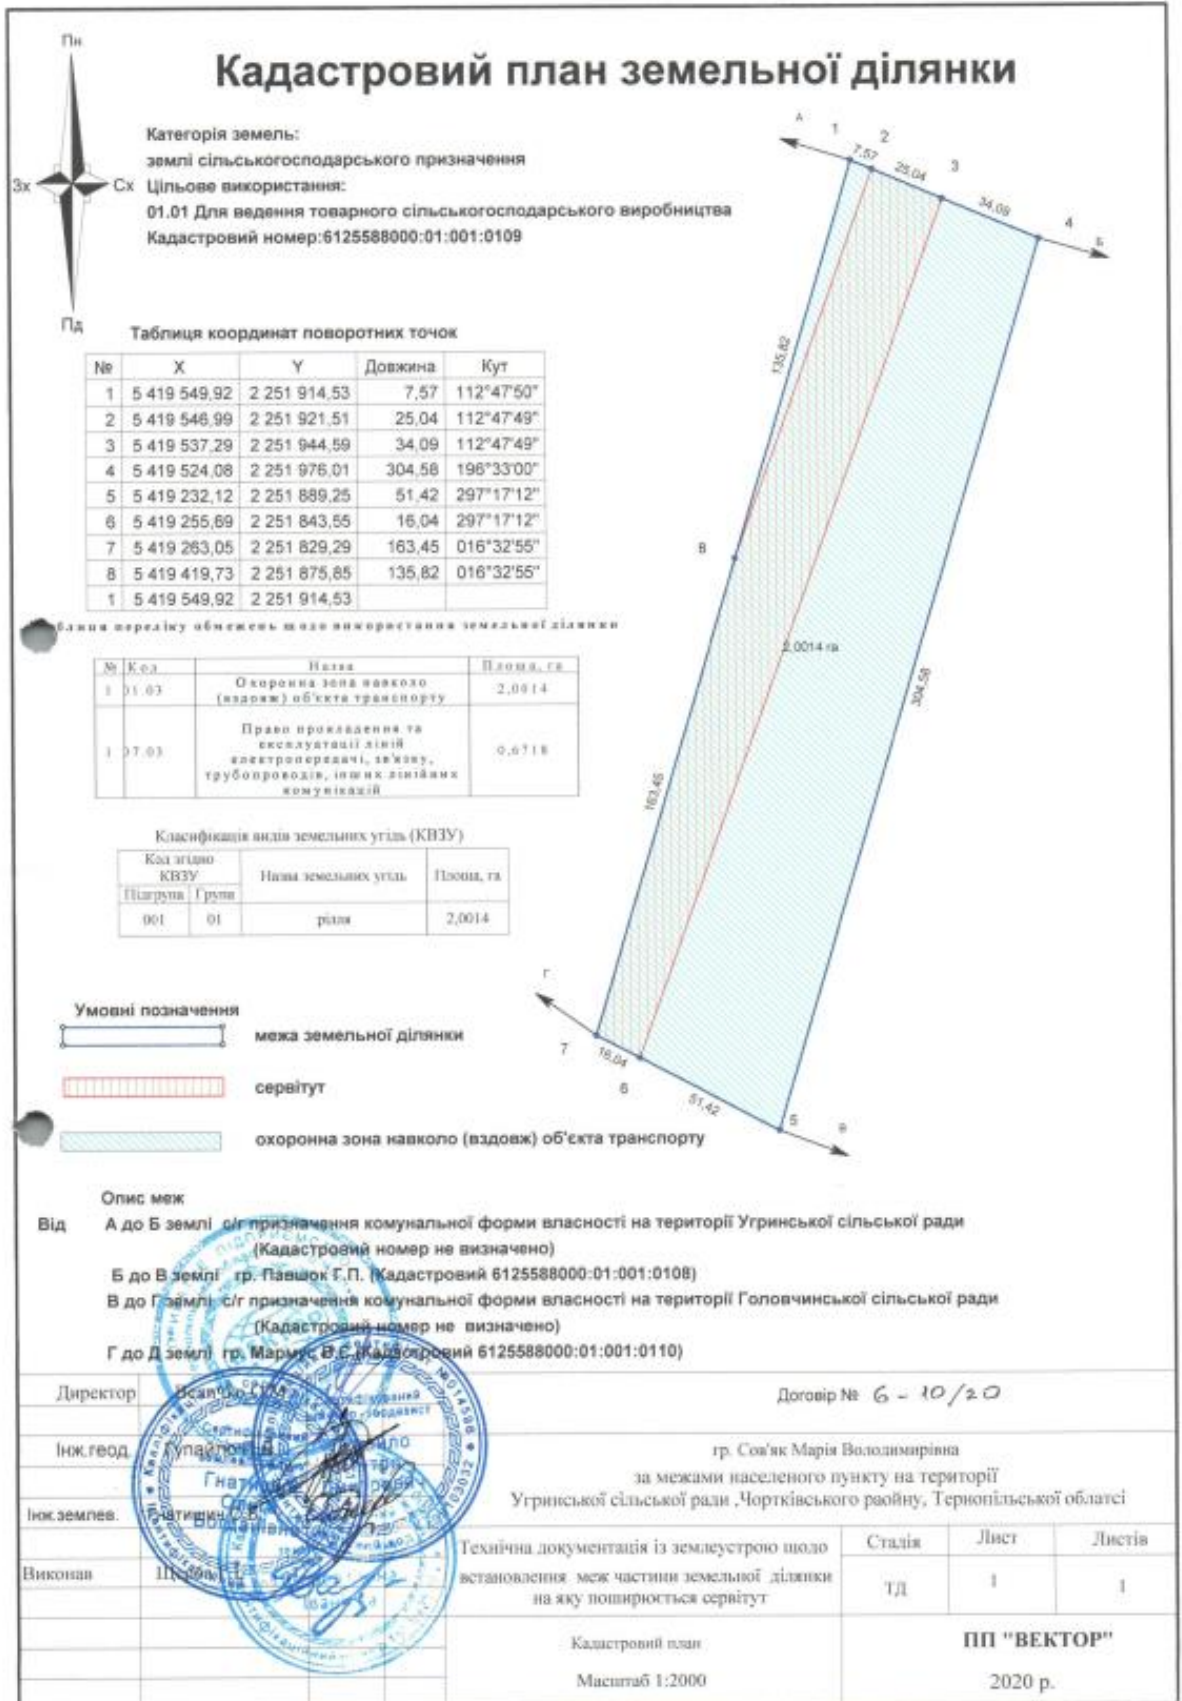 Пн
Кадастровий план земельної ділянки
Категорія земель:
землі сільськогосподарського призначення
Зх
Сх
Цільове використання:
01.01 Для ведення товарного сільськогосподарського виробництва
Кадастровий номер:6125588000:01:001:0109
Пд
А 1 2 3 4 Б
7,57 25,04 34,09
135,82
8
2,0014 га
304,58
163,45
Г
7 16,04
6 51,42
5 В
Таблиця координат поворотних точок
№ X Y Довжина Кут
1 5 419 549,92 2 251 914,53 7,57 112°47'50"
2 5 419 546,99 2 251 921,51 25,04 112°47'49"
3 5 419 537,29 2 251 944,59 34,09 112°47'49"
4 5 419 524,08 2 251 976,01 304,58 196°33'00"
5 5 419 232,12 2 251 889,25 51,42 297°17'12"
6 5 419 255,69 2 251 843,55 16,04 297°17'12"
7 5 419 263,05 2 251 829,29 163,45 016°32'55"
8 5 419 419,73 2 251 875,85 135,82 016°32'55"
1 5 419 549,92 2 251 914,53
переліку обмежень щодо використання земельної ділянки
№ Код Назва Площа, га
1 01.03 Охоронна зона навколо
(вздовж) об'єкта транспорту 2,0014
1 07.03 Право прокладення та
експлуатації ліній
електропередачі, зв'язку,
трубопроводів, інших лінійних
комунікацій 0,6718
Класифікація видів земельних угідь (КВЗУ)
Код згідно
КВЗУ
Назва земельних угідь Площа, га
Підгрупа Групи
001 01 рілля 2,0014
Умовні позначення
межа земельної ділянки
сервітут
охоронна зона навколо (вздовж) об'єкта транспорту
Опис меж
Від А до Б землі с/г призначення комунальної форми власності на території Угринської сільської ради
(Кадастровий номер не визначено)
Б до В землі гр. Павшок Г.П. (Кадастровий 6125588000:01:001:0108)
В до Г землі с/г призначення комунальної форми власності на території Головчинської сільської ради
(Кадастровий номер не визначено)
Г до Д землі гр. Мармус В.Є.(Кадастровий 6125588000:01:001:0110)
Директор
Договір № 6-10/20
Інж.геод.
гр. Сов'як Марія Володимирівна
за межами населеного пункту на території
Угринської сільської ради ,Чортківського раойну, Тернопільської облатсі
Інж.землев. Гнатишин О.Б.
Виконав
Технічна документація із землеустрою щодо
встановлення меж частини земельної ділянки
на яку поширюється сервітут
Стадія Лист Листів
ТД 1 1
Кадастровий план
Масштаб 1:2000
ПП "ВЕКТОР"
2020 р.